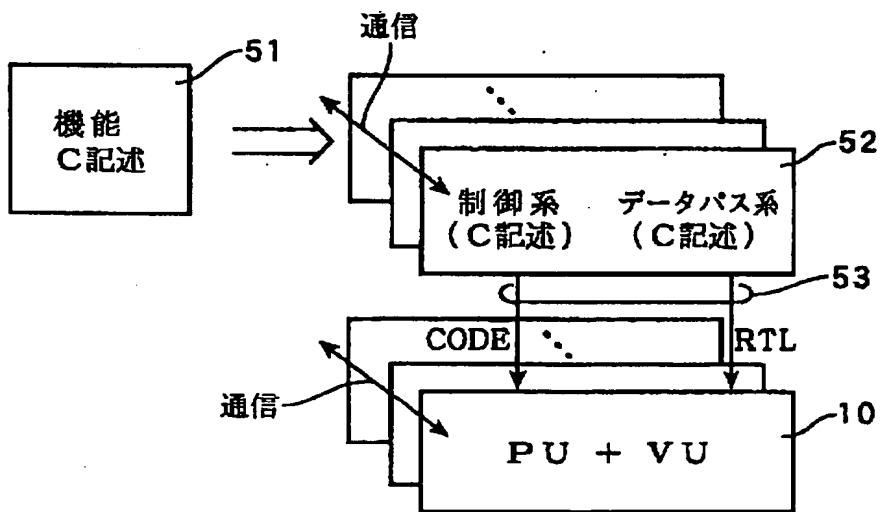 通信
51
機能
C記述
52
制御系 データパス系
(C記述) (C記述)
53
CODE RTL
通信
10
PU + VU